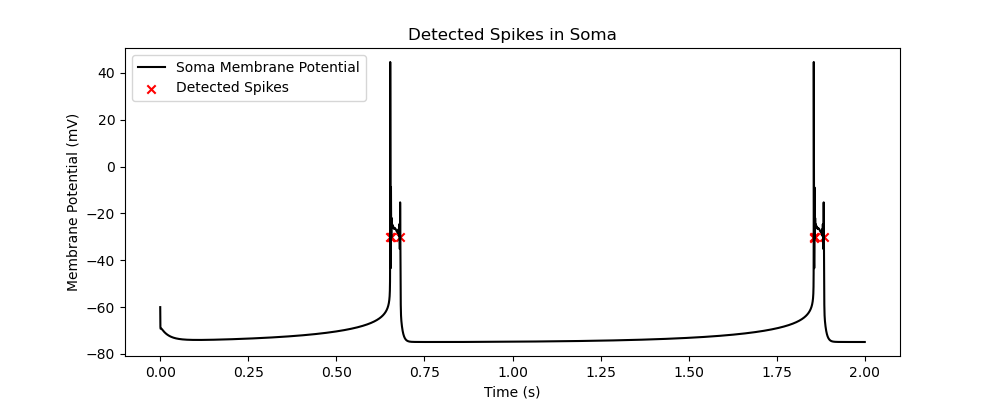 Detected Spikes in Soma
Soma Membrane Potential
Detected Spikes
Membrane Potential (mV)
40
20
0
−20
−40
−60
−80
0.00 0.25 0.50 0.75 1.00 1.25 1.50 1.75 2.00
Time (s)